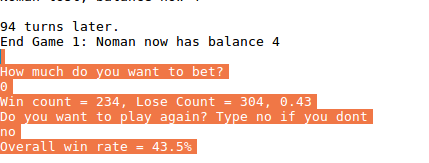 94 turns later.
End Game 1: Noman now has balance 4
How much do you want to bet?
0
Win count = 234, Lose Count = 304, 0.43
Do you want to play again? Type no if you dont
no
Overall win rate = 43.5%